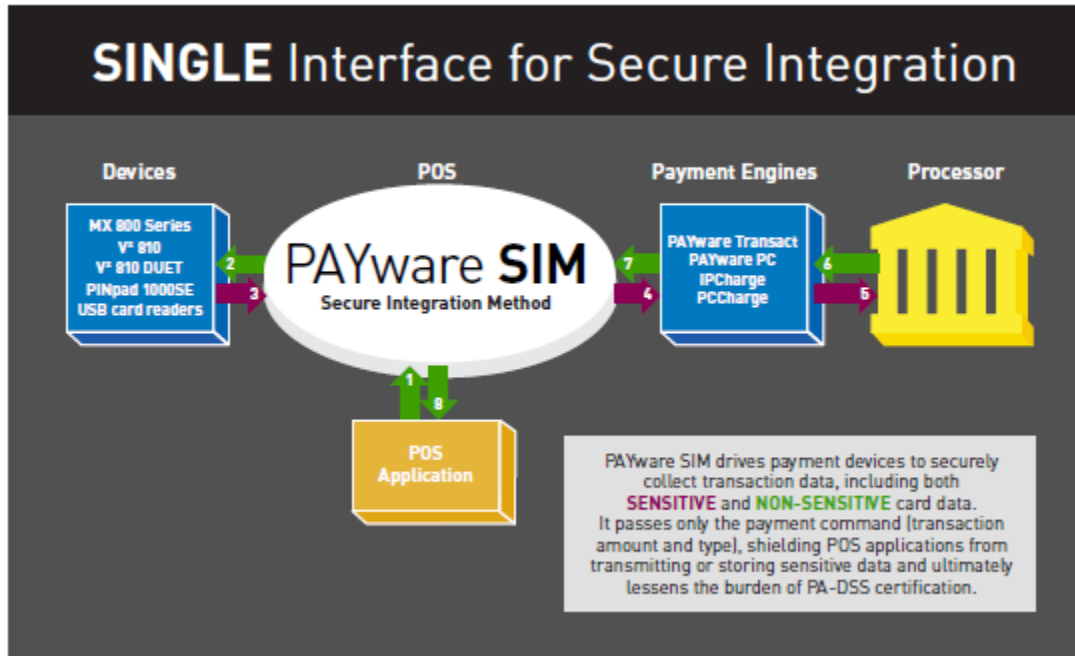 SINGLE Interface for Secure Integration
Devices
POS
Payment Engines
Processor
MX 800 Series
Vˣ 810
Vˣ 810 DUET
PINpad 1000SE
USB card readers
2
3
PAYware SIM
Secure Integration Method
7
4
PAYware Transact
PAYware PC
IPCharge
PCCharge
6
5
1
8
POS
Application
PAYware SIM drives payment devices to securely
collect transaction data, including both
SENSITIVE and NON-SENSITIVE card data.
It passes only the payment command (transaction
amount and type), shielding POS applications from
transmitting or storing sensitive data and ultimately
lessens the burden of PA-DSS certification.